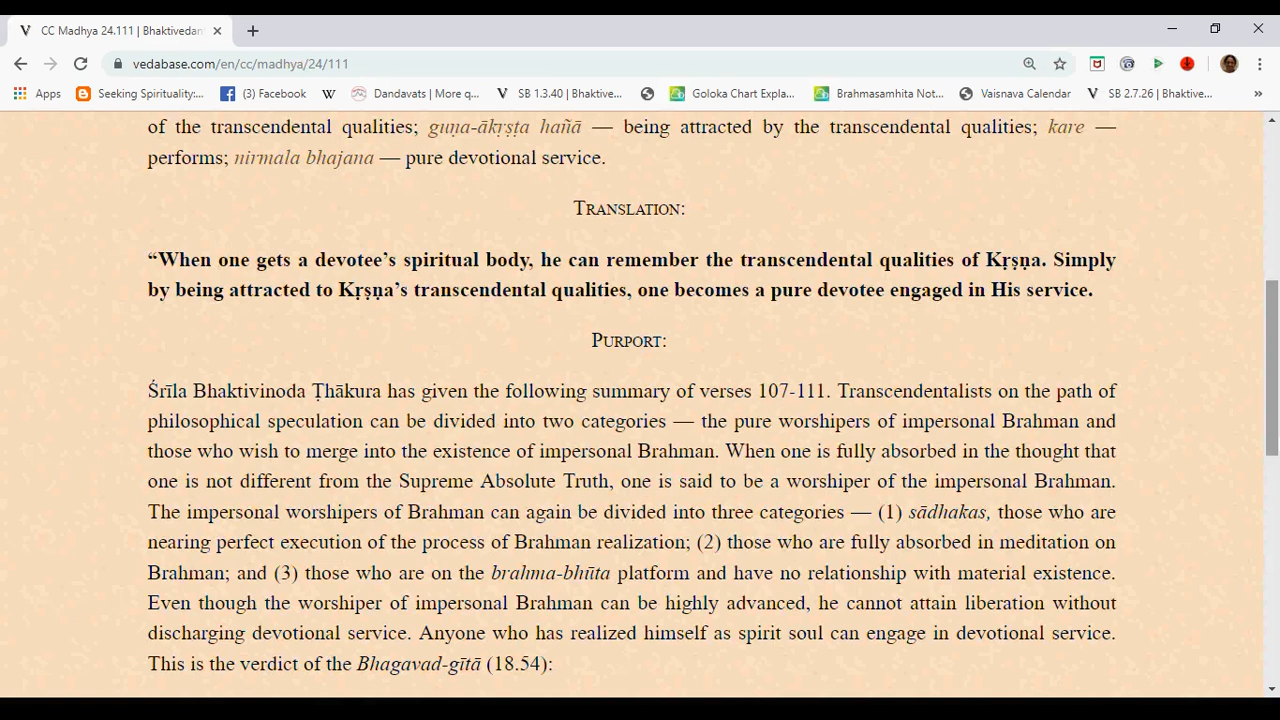 CC Madhya 24.111 | Bhaktivedan
vedabase.com/en/cc/madhya/24/111
Apps Seeking Spirituality:... (3) Facebook W Dandavats | More q... SB 1.3.40 | Bhaktive... Goloka Chart Expla... Brahmasamhita Not... Vaisnava Calendar SB 2.7.26 | Bhaktive... »
of the transcendental qualities; guṇa-ākṛṣṭa hañā — being attracted by the transcendental qualities; kare —
performs; nirmala bhajana — pure devotional service.
Translation:
“When one gets a devotee’s spiritual body, he can remember the transcendental qualities of Kṛṣṇa. Simply
by being attracted to Kṛṣṇa’s transcendental qualities, one becomes a pure devotee engaged in His service.
Purport:
Śrīla Bhaktivinoda Ṭhākura has given the following summary of verses 107-111. Transcendentalists on the path of
philosophical speculation can be divided into two categories — the pure worshipers of impersonal Brahman and
those who wish to merge into the existence of impersonal Brahman. When one is fully absorbed in the thought that
one is not different from the Supreme Absolute Truth, one is said to be a worshiper of the impersonal Brahman.
The impersonal worshipers of Brahman can again be divided into three categories — (1) sādhakas, those who are
nearing perfect execution of the process of Brahman realization; (2) those who are fully absorbed in meditation on
Brahman; and (3) those who are on the brahma-bhūta platform and have no relationship with material existence.
Even though the worshiper of impersonal Brahman can be highly advanced, he cannot attain liberation without
discharging devotional service. Anyone who has realized himself as spirit soul can engage in devotional service.
This is the verdict of the Bhagavad-gītā (18.54):